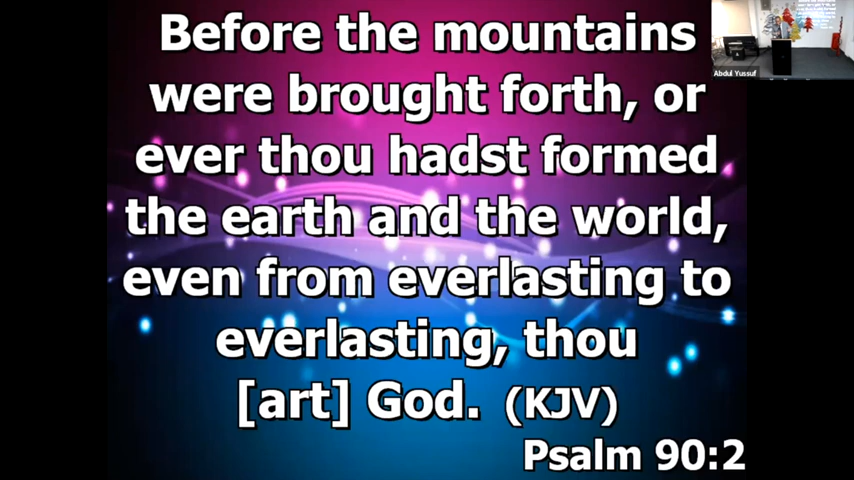 Before the mountains
were brought forth, or
ever thou hadst formed
the earth and the world,
even from everlasting to
everlasting, thou
[art] God. (KJV)
Psalm 90:2
Abdul Yussuf